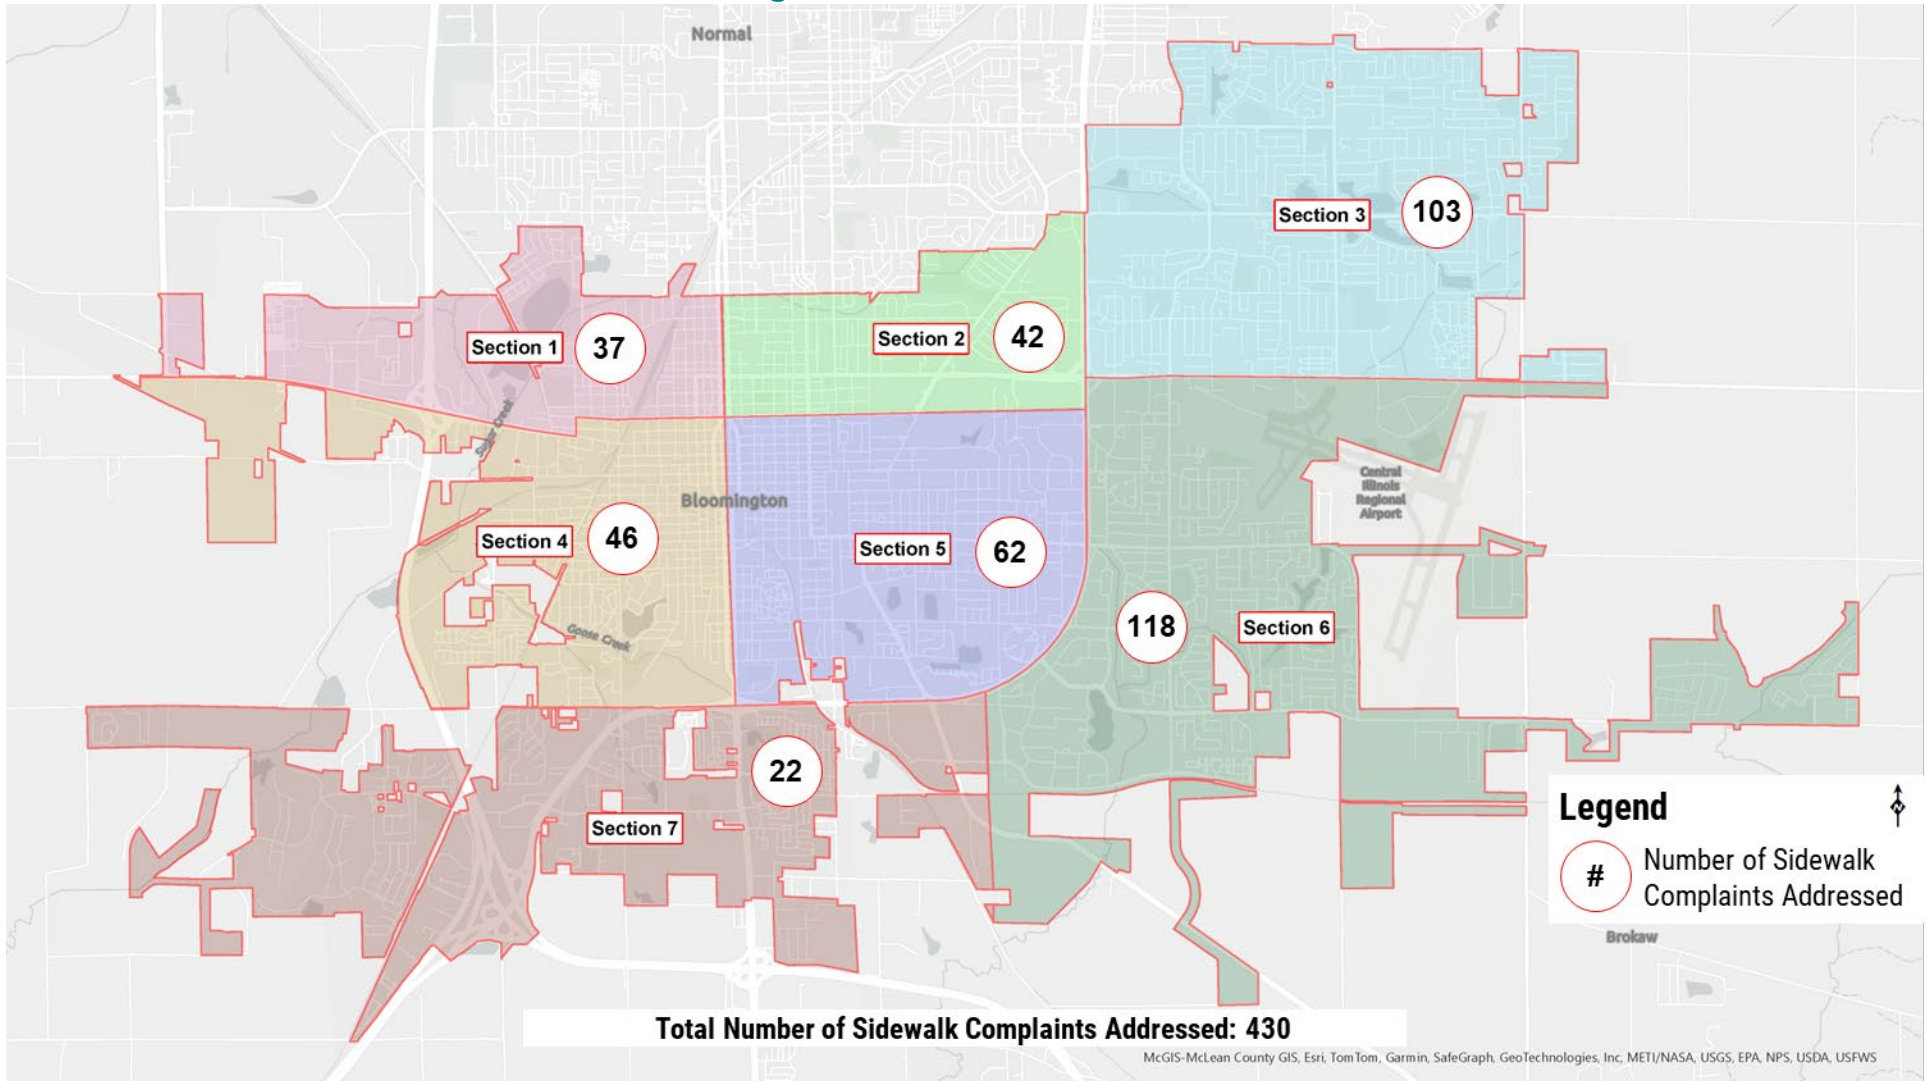 Normal
Section 3
103
Section 1
37
Section 2
42
Sugar Creek
Central
Illinois
Regional
Airport
Bloomington
Section 4
46
Section 5
62
118
Section 6
Goose Creek
22
Section 7
Legend
#
Number of Sidewalk
Complaints Addressed
Brokaw
Total Number of Sidewalk Complaints Addressed: 430
McGIS-McLean County GIS, Esri, TomTom, Garmin, SafeGraph, GeoTechnologies, Inc, METI/NASA, USGS, EPA, NPS, USDA, USFWS